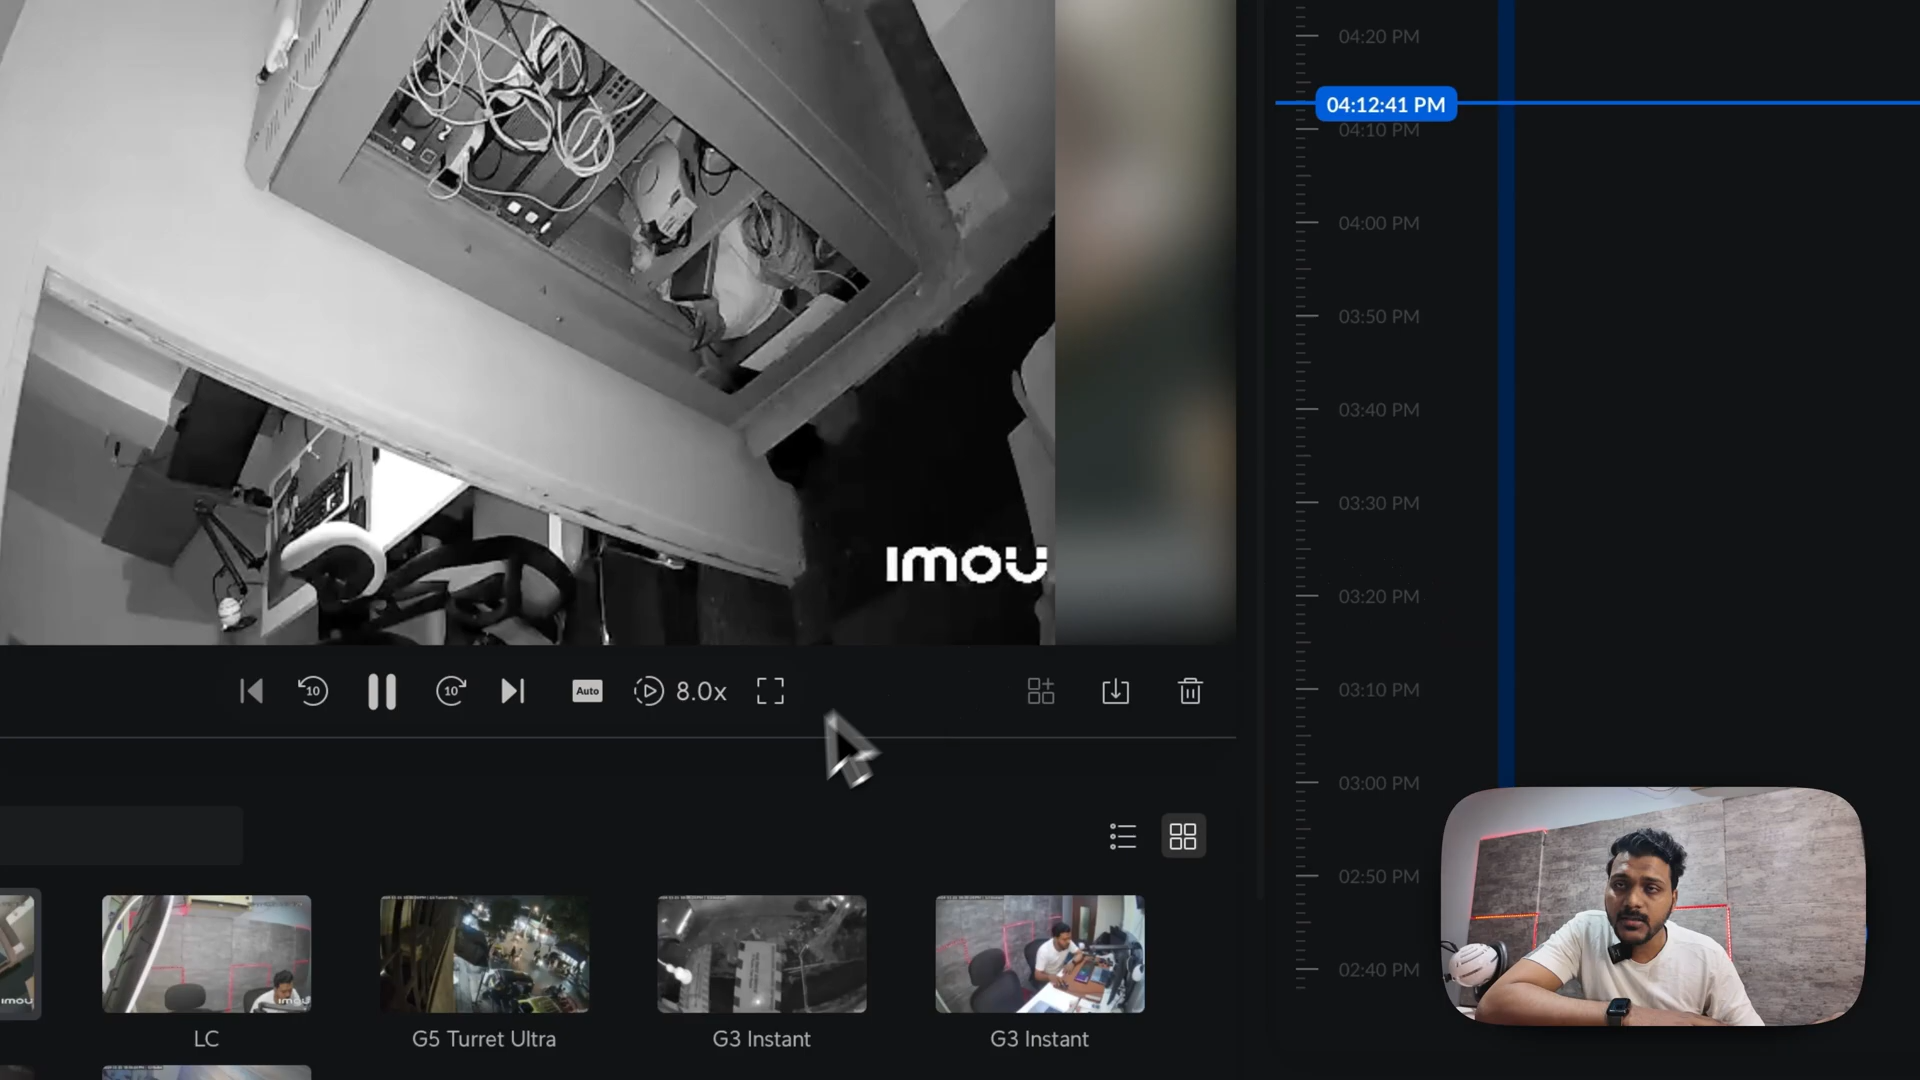 04:20 PM
04:12:41 PM
04:10 PM
04:00 PM
03:50 PM
03:40 PM
03:30 PM
imou
03:20 PM
10
10
Auto
8.0x
03:10 PM
03:00 PM
02:50 PM
02:40 PM
imou
imou
LC
G5 Turret Ultra
G3 Instant
G3 Instant